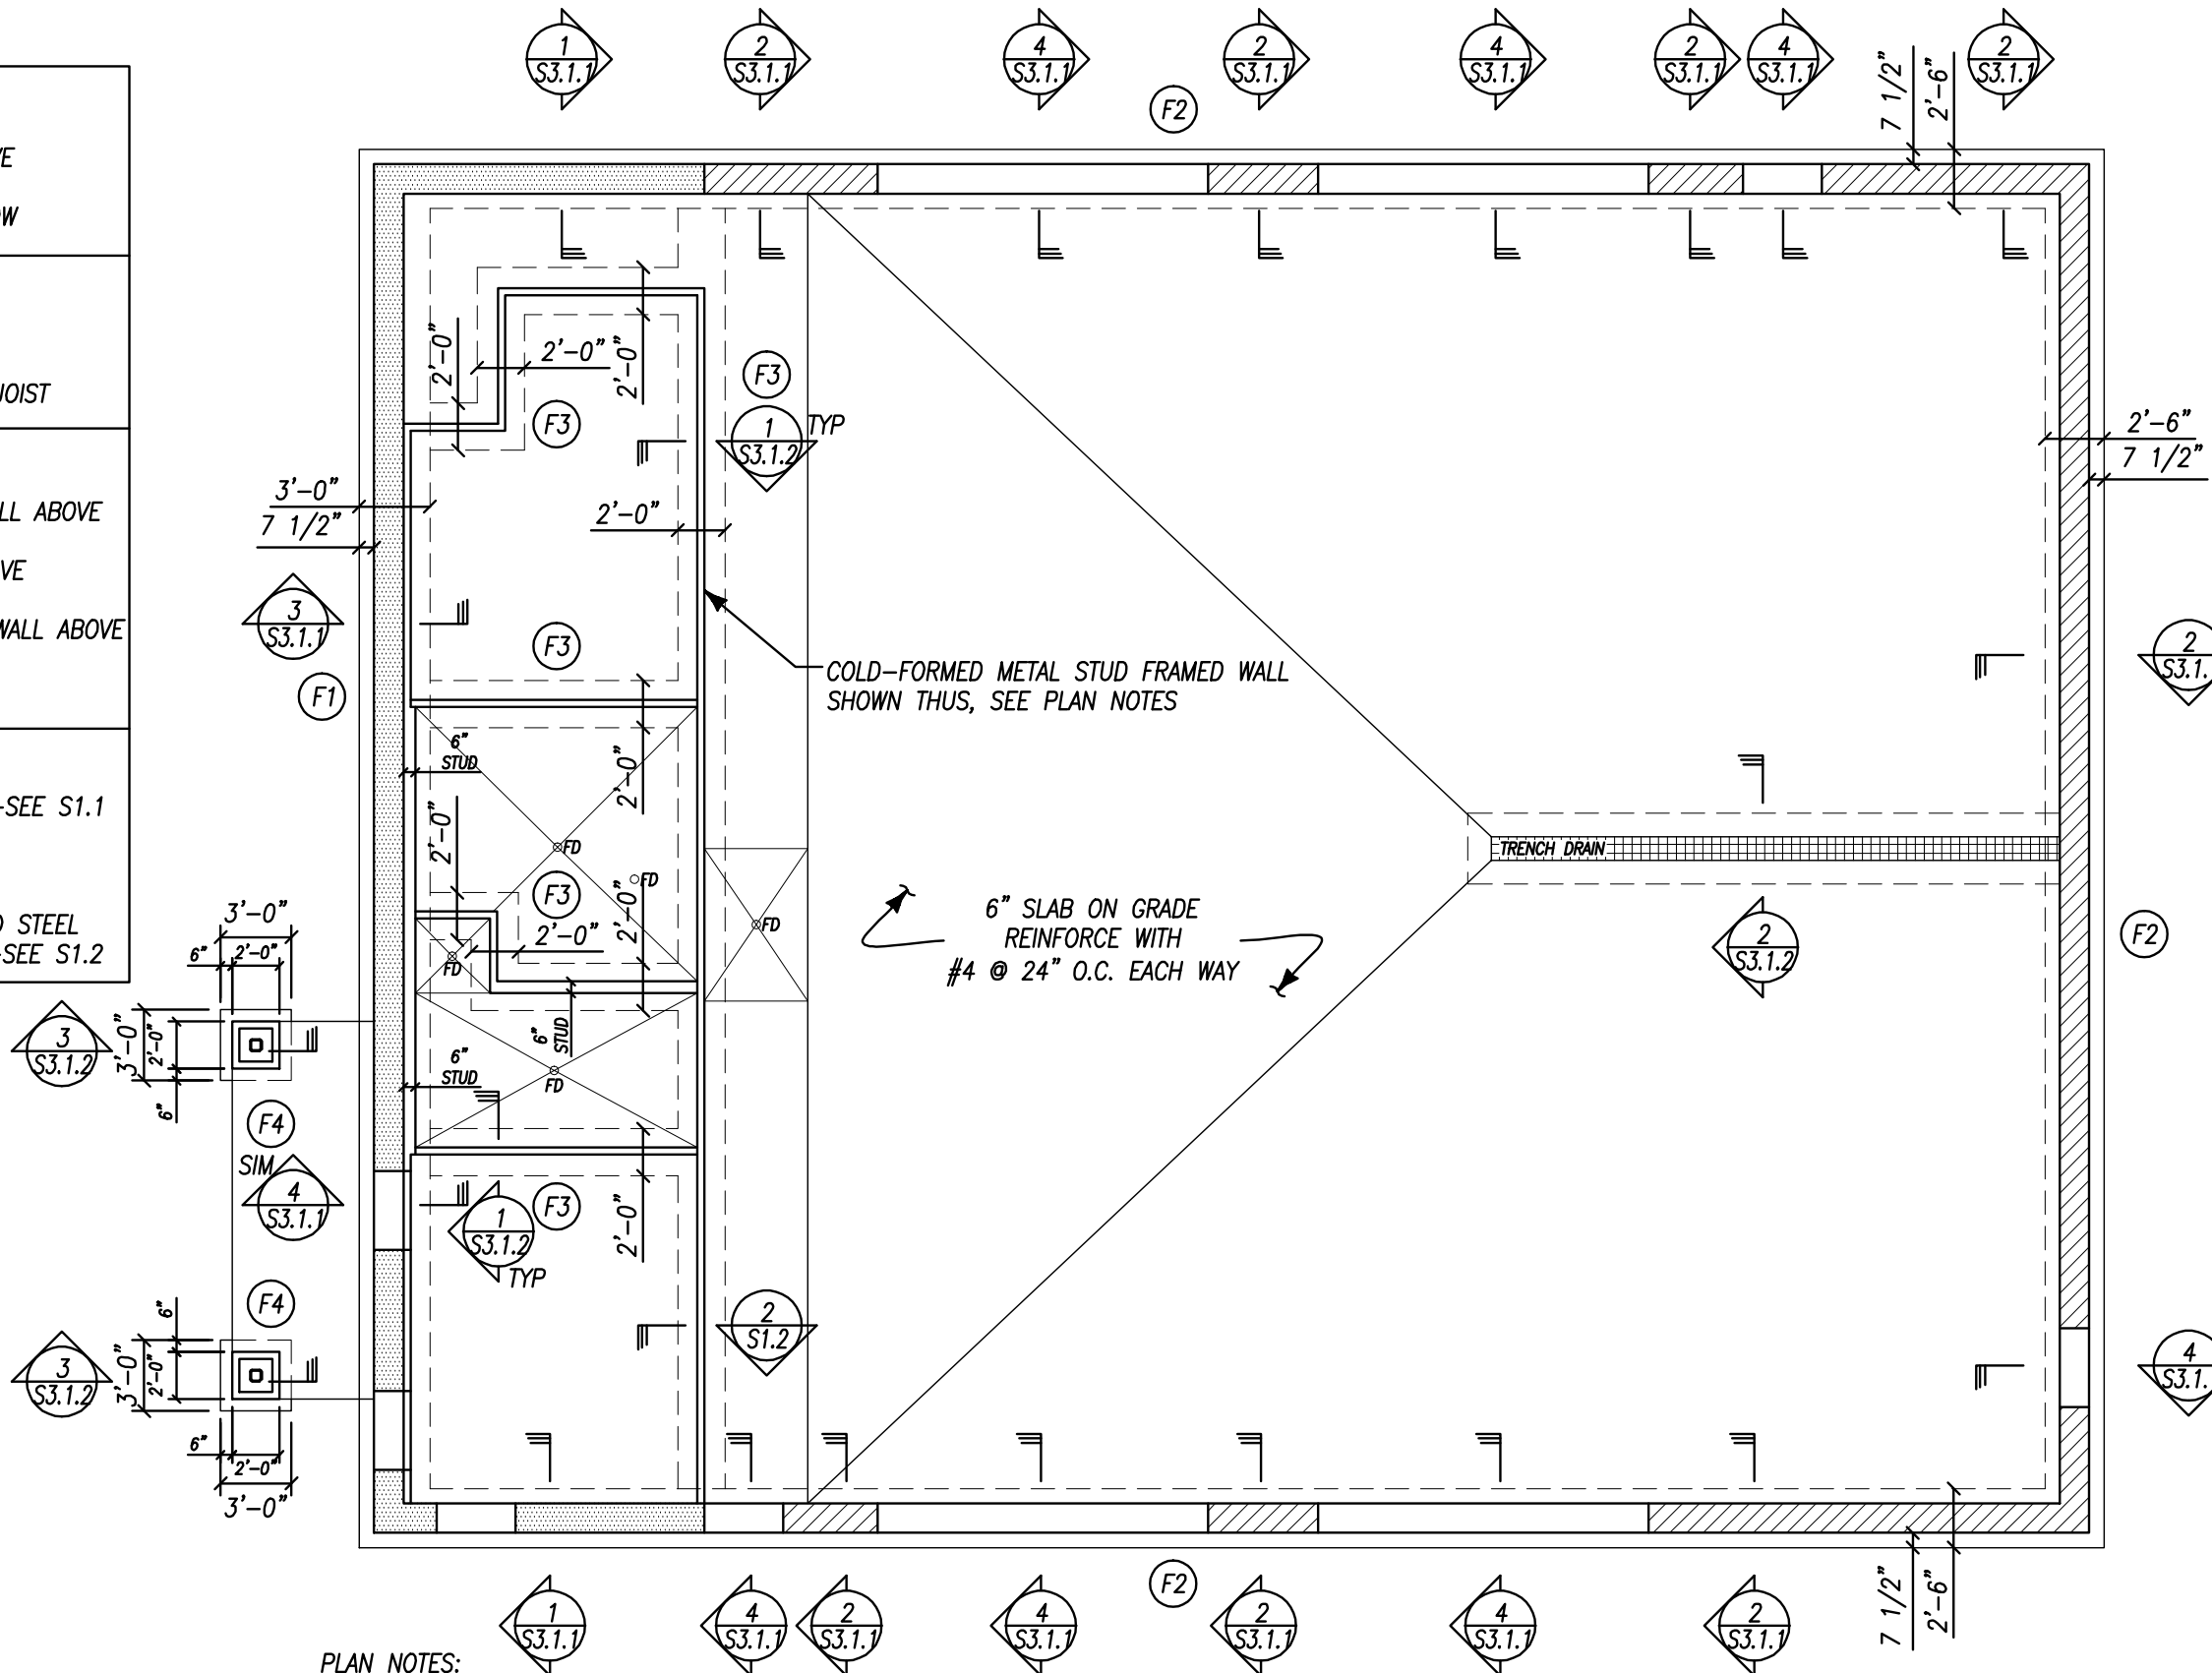 1
S3.1.1
2
S3.1.1
4
S3.1.1
2
S3.1.1
4
S3.1.1
2
S3.1.1
4
S3.1.1
2
S3.1.1
F2
7 1/2"
2'-6"
OW
JOIST
LL ABOVE
VE
WALL ABOVE
-SEE S1.1
STEEL
-SEE S1.2
2'-0"
2'-0"
2'-0"
F3
F3
1
S3.1.2
TYP
2'-6"
7 1/2"
3'-0"
7 1/2"
2'-0"
3
S3.1.1
F3
F1
COLD-FORMED METAL STUD FRAMED WALL
SHOWN THUS, SEE PLAN NOTES
2
S3.1.
6"
STUD
2'-0"
2'-0"
FD
FD
F3
2'-0"
2'-0"
FD
FD
TRENCH DRAIN
6" SLAB ON GRADE
REINFORCE WITH
#4 @ 24" O.C. EACH WAY
2
S3.1.2
F2
3'-0"
6"
2'-0"
3
S3.1.2
3'-0"
2'-0"
6"
6"
STUD
6"
STUD
FD
F4
SIM
4
S3.1.1
1
S3.1.2
TYP
F3
2'-0"
F4
6"
3
S3.1.2
3'-0"
2'-0"
6"
2'-0"
3'-0"
2
S1.2
4
S3.1.
F2
7 1/2"
2'-6"
1
S3.1.1
4
S3.1.1
2
S3.1.1
4
S3.1.1
2
S3.1.1
4
S3.1.1
2
S3.1.1
PLAN NOTES: